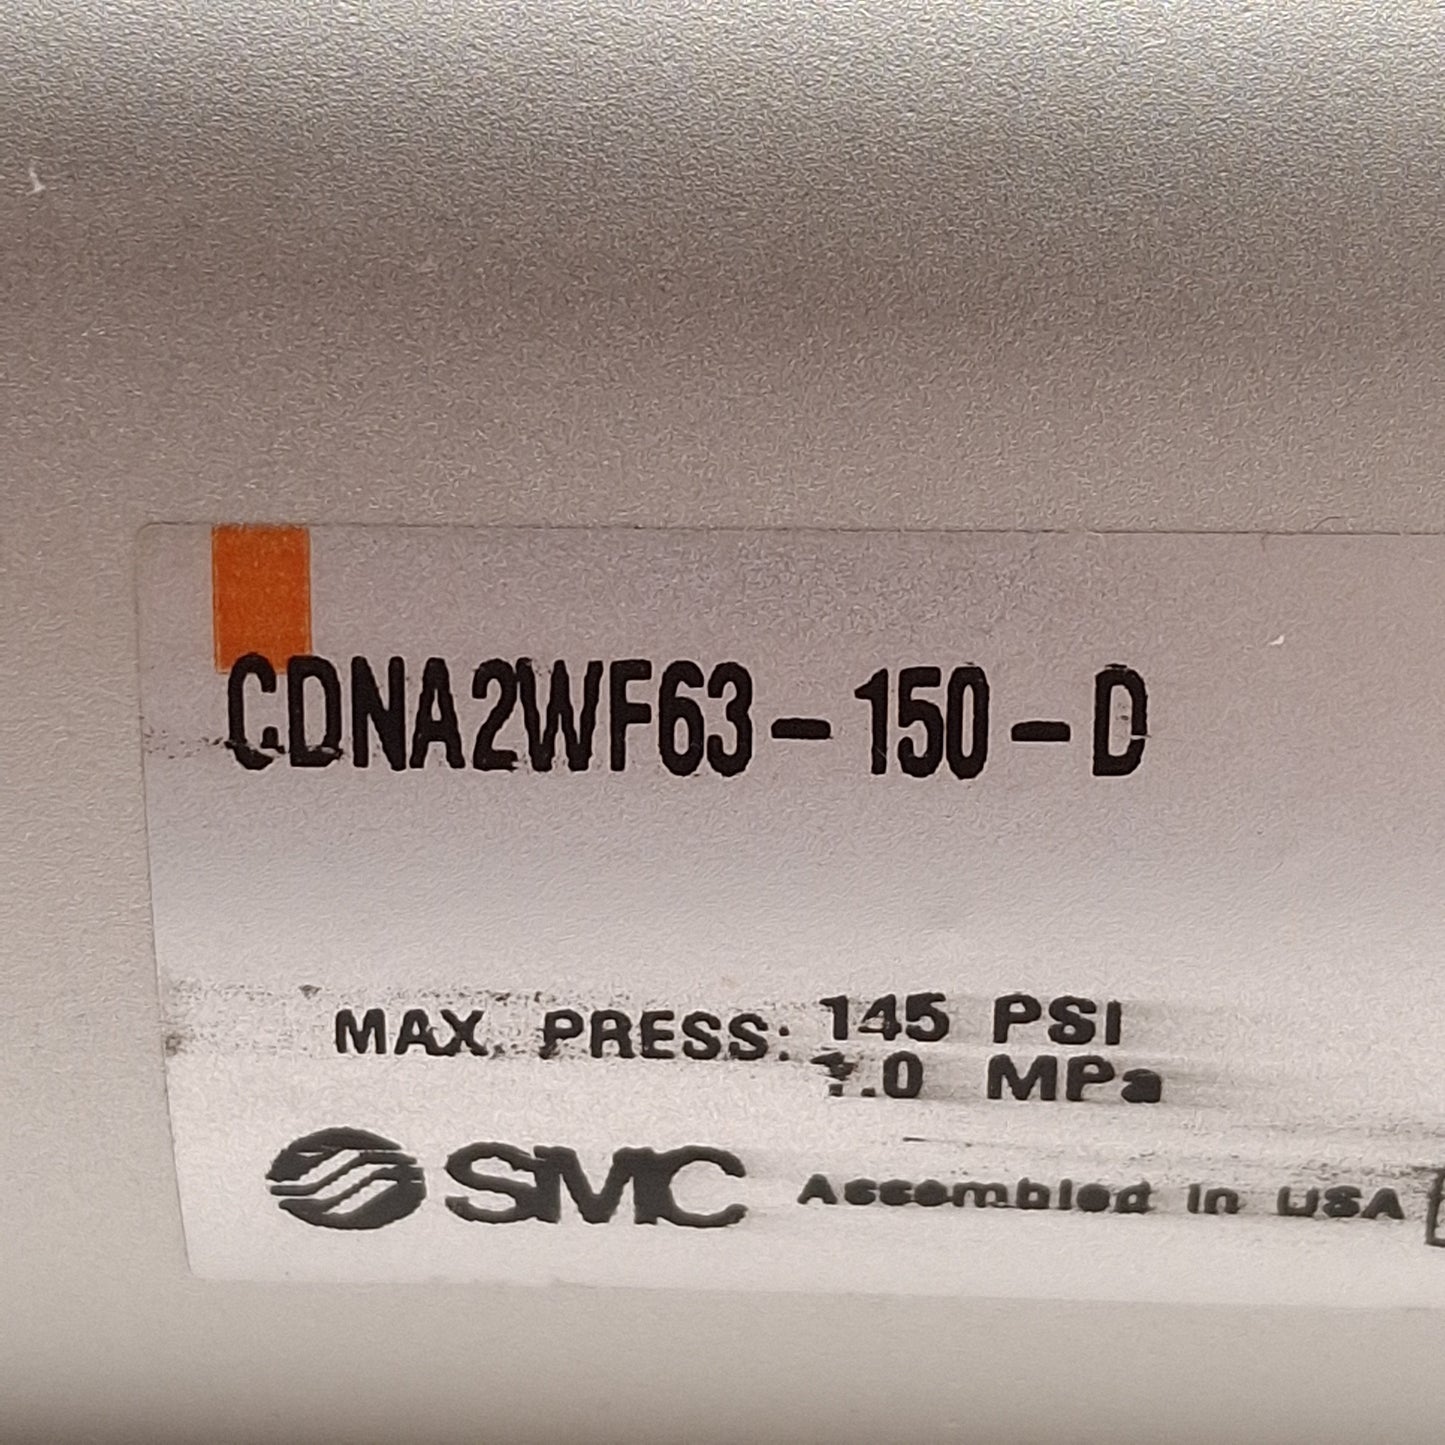 CDNA2WF63-150-D
MAX. PRESS: 145 PSI
1.0 MPa
SMC Assembled in USA